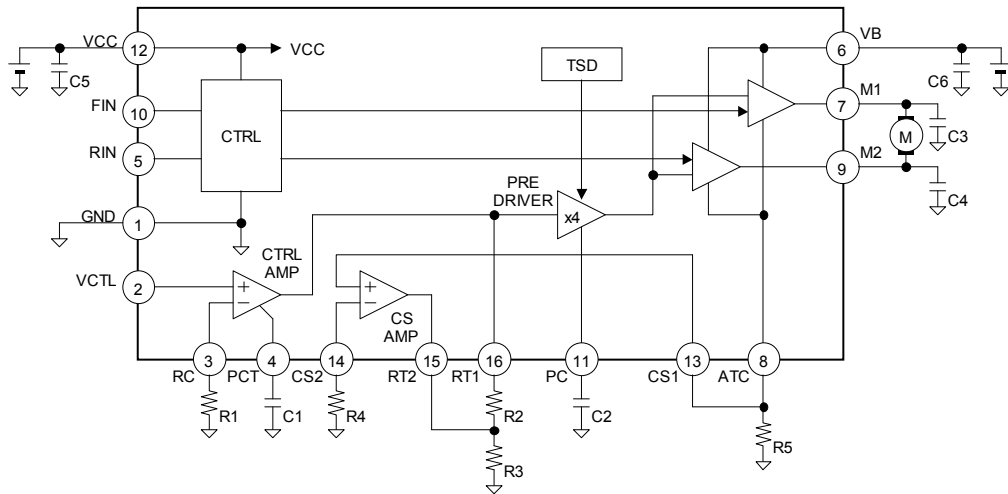 VCC
12
VCC
C5
TSD
VB
6
C6
FIN
10
CTRL
M1
7
M
C3
RIN
5
M2
9
C4
GND
1
PRE
DRIVER
x4
CTRL
AMP
VCTL
2
+
−
+
−
CS
AMP
3
4
14
15
16
11
13
8
RC
PCT
CS2
RT2
RT1
PC
CS1
ATC
R1
C1
R4
R2
C2
R3
R5